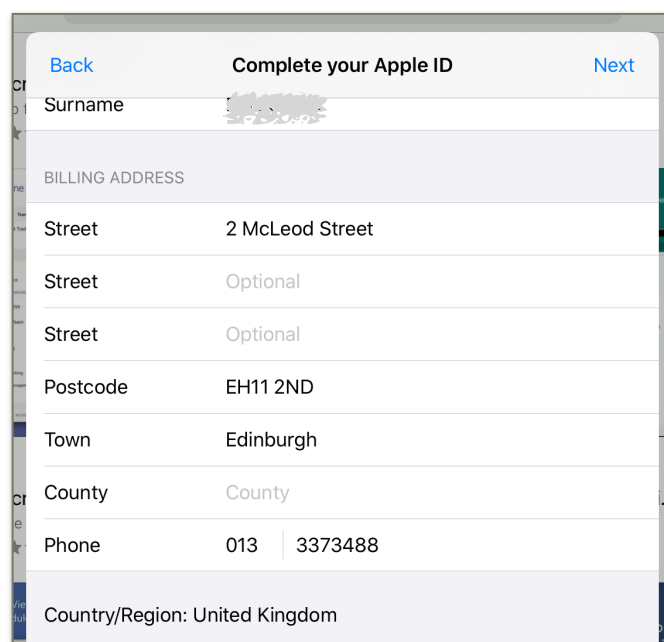 Back Complete your Apple ID Next
Surname
BILLING ADDRESS
Street 2 McLeod Street
Street Optional
Street Optional
Postcode EH11 2ND
Town Edinburgh
County County
Phone 013 3373488
Country/Region: United Kingdom